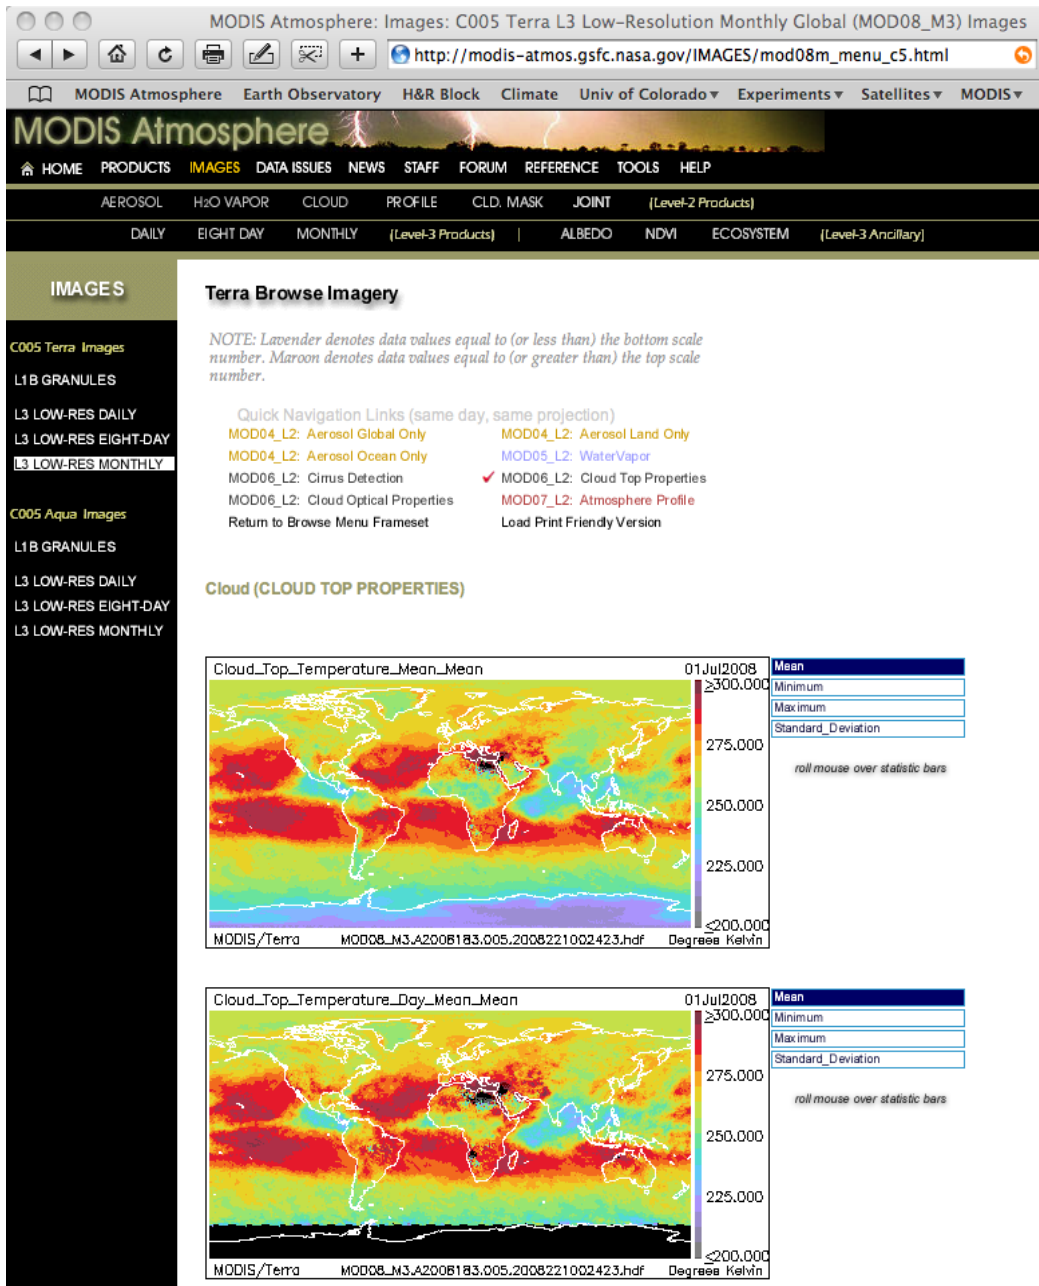 MODIS Atmosphere: Images: C005 Terra L3 Low-Resolution Monthly Global (MOD08_M3) Images
http://modis-atmos.gsfc.nasa.gov/IMAGES/mod08m_menu_c5.html
MODIS Atmosphere Earth Observatory H&R Block Climate Univ of Colorado Experiments Satellites MODIS
MODIS Atmosphere
HOME PRODUCTS IMAGES DATA ISSUES NEWS STAFF FORUM REFERENCE TOOLS HELP
AEROSOL H2O VAPOR CLOUD PROFILE CLD. MASK JOINT (Level-2 Products)
DAILY EIGHT DAY MONTHLY (Level-3 Products) | ALBEDO NDVI ECOSYSTEM (Level-3 Ancillary)
IMAGES
C005 Terra Images
L1B GRANULES
L3 LOW-RES DAILY
L3 LOW-RES EIGHT-DAY
L3 LOW-RES MONTHLY
C005 Aqua Images
L1B GRANULES
L3 LOW-RES DAILY
L3 LOW-RES EIGHT-DAY
L3 LOW-RES MONTHLY
Terra Browse Imagery
NOTE: Lavender denotes data values equal to (or less than) the bottom scale
number. Maroon denotes data values equal to (or greater than) the top scale
number.
Quick Navigation Links (same day, same projection)
MOD04_L2: Aerosol Global Only MOD04_L2: Aerosol Land Only
MOD04_L2: Aerosol Ocean Only MOD05_L2: WaterVapor
MOD06_L2: Cirrus Detection MOD06_L2: Cloud Top Properties
MOD06_L2: Cloud Optical Properties MOD07_L2: Atmosphere Profile
Return to Browse Menu Frameset Load Print Friendly Version
Cloud (CLOUD TOP PROPERTIES)
Cloud_Top_Temperature_Mean_Mean 01Jul2008
≥300.000
275.000
250.000
225.000
≤200.000
MODIS/Terra MOD08_M3.A2008183.005.2008221002423.hdf Degrees Kelvin
Mean
Minimum
Maximum
Standard_Deviation
roll mouse over statistic bars
Cloud_Top_Temperature_Day_Mean_Mean 01Jul2008
≥300.000
275.000
250.000
225.000
≤200.000
MODIS/Terra MOD08_M3.A2008183.005.2008221002423.hdf Degrees Kelvin
Mean
Minimum
Maximum
Standard_Deviation
roll mouse over statistic bars